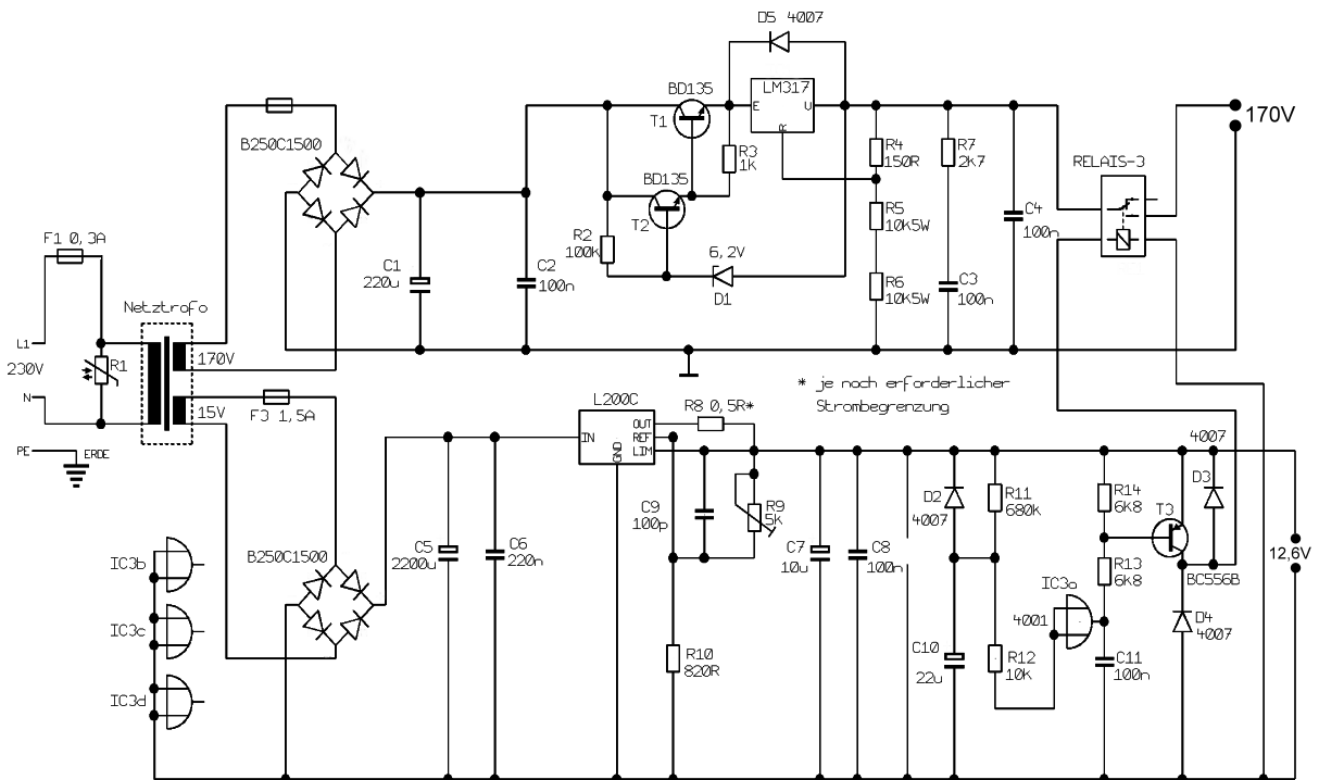 D5 4007
LM317
E
U
R
BD135
T1
170V
B250C1500
R3
1k
R4
150R
R7
2k7
RELAIS-3
BD135
T2
F1 0,3A
R2
100k
6,2V
D1
R5
10K5W
C4
100n
C1
220u
C2
100n
R6
10K5W
C3
100n
Netztrafo
L1
230V
N
R1
170V
15V
F3 1,5A
* je nach erforderlicher
Strombegrenzung
L200C
R8 0,5R*
IN
OUT
REF
LIM
GND
PE
ERDE
4007
D3
D2
4007
R11
680k
R14
6k8
T3
C9
100p
R9
5k
B250C1500
C5
2200u
C6
220n
C7
10u
C8
100n
R13
6k8
BC556B
12,6V
IC3b
IC3a
4001
D4
4007
IC3c
R10
820R
C10
22u
R12
10k
C11
100n
IC3d